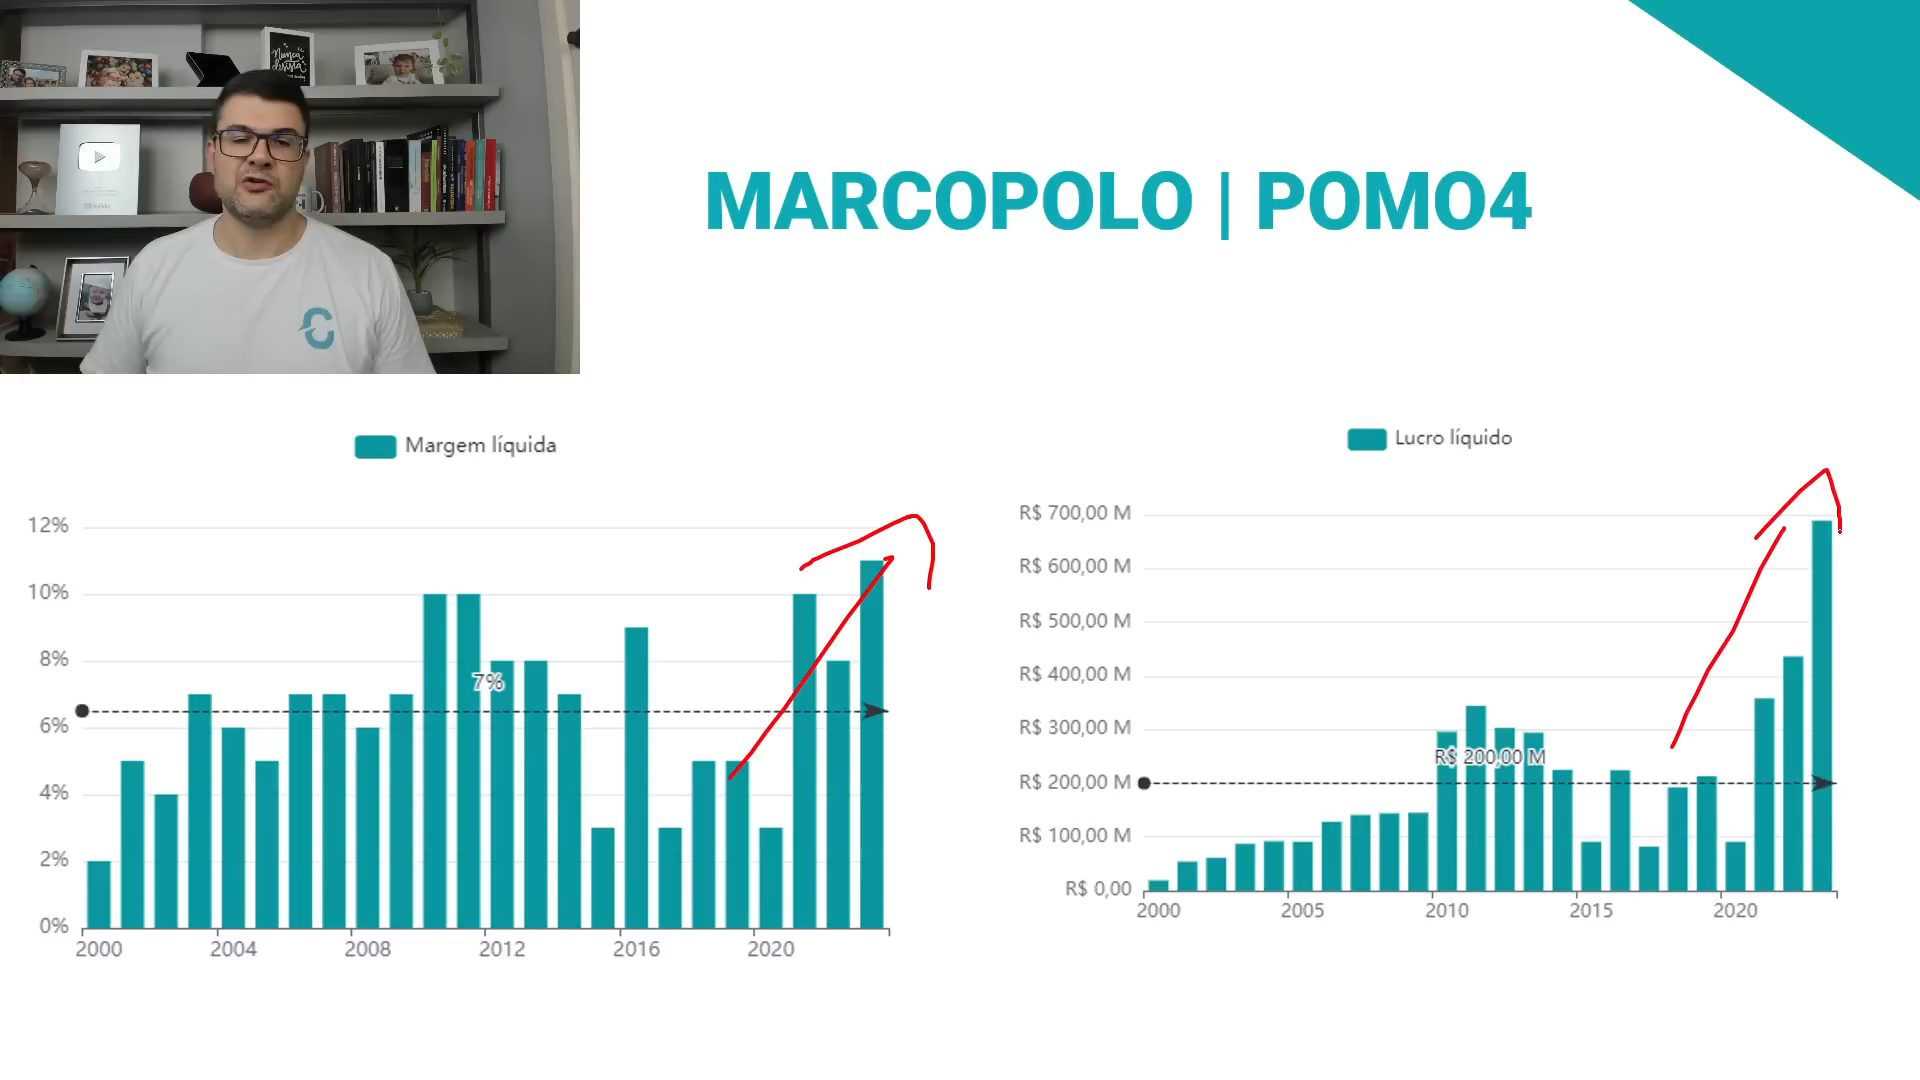 Nunca
desista
MARCOPOLO | POMO4
Margem líquida
12%
10%
8%
6%
4%
2%
0%
7%
2000 2004 2008 2012 2016 2020
Lucro líquido
R$ 700,00 M
R$ 600,00 M
R$ 500,00 M
R$ 400,00 M
R$ 300,00 M
R$ 200,00 M
R$ 100,00 M
R$ 0,00
R$ 200,00 M
2000 2005 2010 2015 2020